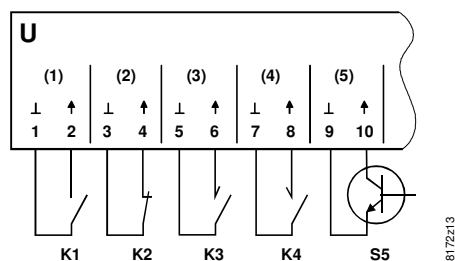 U
(1) (2) (3) (4) (5)
1 2 3 4 5 6 7 8 9 10
K1 K2 K3 K4 S5
8172z13